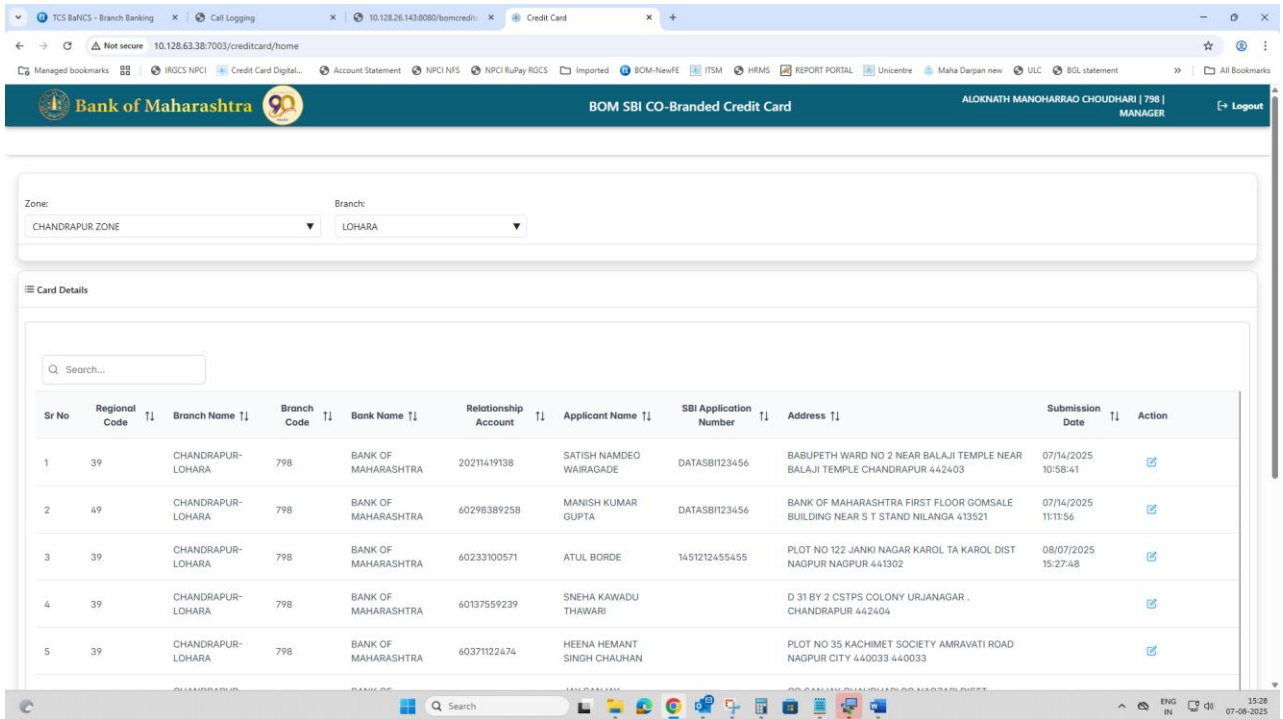 TCS BaNCS - Branch Banking
Call Logging
10.128.26.143:8080/bomcredit:
Credit Card
Not secure 10.128.63.38:7003/creditcard/home
Managed bookmarks IRGCS NPCI Credit Card Digital... Account Statement NPCI NFS NPCI RuPay RGCS Imported BOM-NewFE ITSM HRMS REPORT PORTAL Unicentre Maha Darpan new ULC BGL statement » All Bookmarks
Bank of Maharashtra 90
BOM SBI CO-Branded Credit Card
ALOKNATH MANOHARRAO CHOUDHARI | 798 |
MANAGER
Logout
Zone: Branch:
CHANDRAPUR ZONE LOHARA
Card Details
Search...
Sr No Regional Code Branch Name Branch Code Bank Name Relationship Account Applicant Name SBI Application Number Address Submission Date Action
1 39 CHANDRAPUR-LOHARA 798 BANK OF MAHARASHTRA 20211419138 SATISH NAMDEO WAIRAGADE DATASBI123456 BABUPETH WARD NO 2 NEAR BALAJI TEMPLE NEAR BALAJI TEMPLE CHANDRAPUR 442403 07/14/2025 10:58:41
2 49 CHANDRAPUR-LOHARA 798 BANK OF MAHARASHTRA 60298389258 MANISH KUMAR GUPTA DATASBI123456 BANK OF MAHARASHTRA FIRST FLOOR GOMSALE BUILDING NEAR S T STAND NILANGA 413521 07/14/2025 11:11:56
3 39 CHANDRAPUR-LOHARA 798 BANK OF MAHARASHTRA 60233100571 ATUL BORDE 1451212455455 PLOT NO 122 JANKI NAGAR KAROL TA KAROL DIST NAGPUR NAGPUR 441302 08/07/2025 15:27:48
4 39 CHANDRAPUR-LOHARA 798 BANK OF MAHARASHTRA 60137559239 SNEHA KAWADU THAWARI D 31 BY 2 CSTPS COLONY URJANAGAR . CHANDRAPUR 442404
5 39 CHANDRAPUR-LOHARA 798 BANK OF MAHARASHTRA 60371122474 HEENA HEMANT SINGH CHAUHAN PLOT NO 35 KACHIMET SOCIETY AMRAVATI ROAD NAGPUR CITY 440033 440033
Search
ENG
IN
15:28
07-08-2025